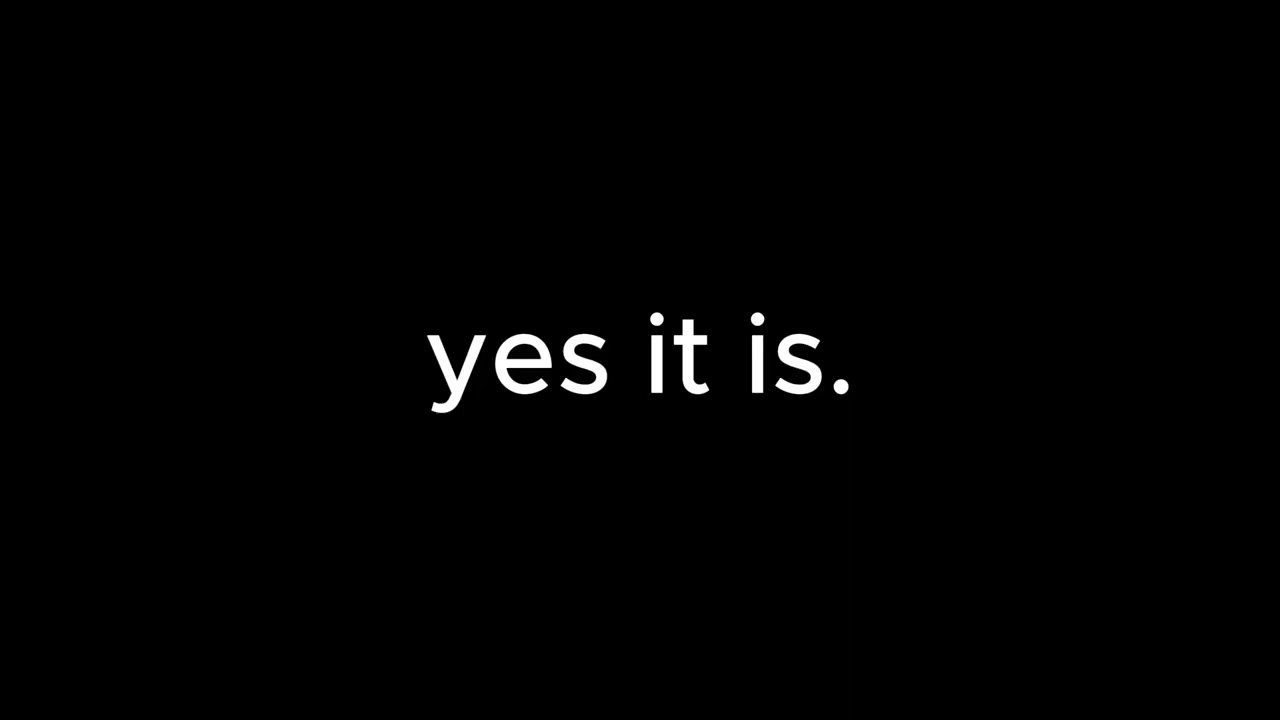 yes it is.